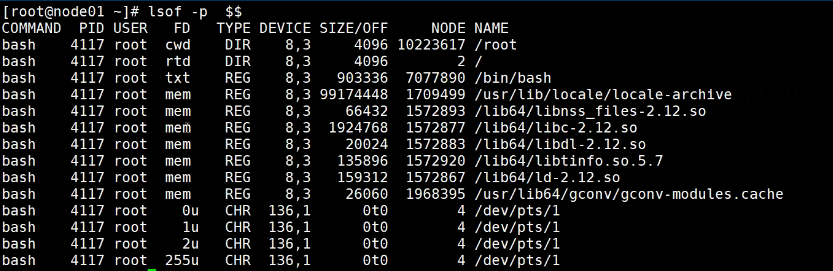 [root@node01 ~]# lsof -p  $$
COMMAND  PID USER   FD   TYPE DEVICE SIZE/OFF     NODE NAME
bash    4117 root  cwd    DIR    8,3     4096 10223617 /root
bash    4117 root  rtd    DIR    8,3     4096        2 /
bash    4117 root  txt    REG    8,3   903336  7077890 /bin/bash
bash    4117 root  mem    REG    8,3 99174448  1709499 /usr/lib/locale/locale-archive
bash    4117 root  mem    REG    8,3    66432  1572893 /lib64/libnss_files-2.12.so
bash    4117 root  mem    REG    8,3  1924768  1572877 /lib64/libc-2.12.so
bash    4117 root  mem    REG    8,3    20024  1572883 /lib64/libdl-2.12.so
bash    4117 root  mem    REG    8,3   135896  1572920 /lib64/libtinfo.so.5.7
bash    4117 root  mem    REG    8,3   159312  1572867 /lib64/ld-2.12.so
bash    4117 root  mem    REG    8,3    26060  1968395 /usr/lib64/gconv/gconv-modules.cache
bash    4117 root    0u   CHR  136,1      0t0        4 /dev/pts/1
bash    4117 root    1u   CHR  136,1      0t0        4 /dev/pts/1
bash    4117 root    2u   CHR  136,1      0t0        4 /dev/pts/1
bash    4117 root  255u   CHR  136,1      0t0        4 /dev/pts/1